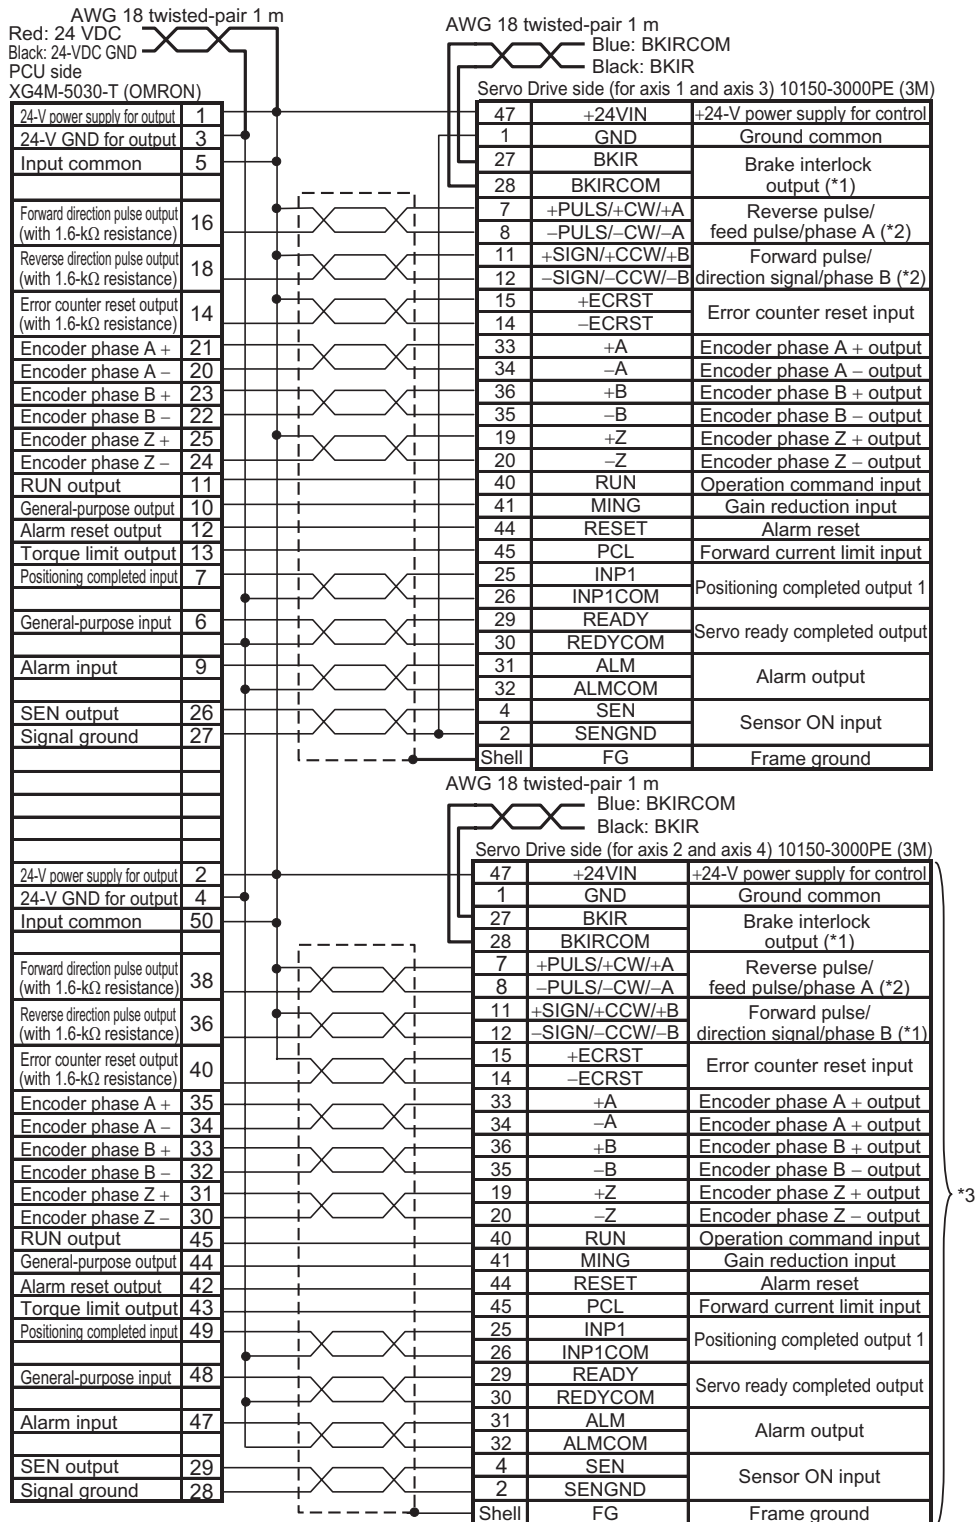 AWG 18 twisted-pair 1 m
Red: 24 VDC
Black: 24-VDC GND
PCU side
XG4M-5030-T (OMRON)
24-V power supply for output 1
24-V GND for output 3
Input common 5
Forward direction pulse output
(with 1.6-kΩ resistance) 16
Reverse direction pulse output
(with 1.6-kΩ resistance) 18
Error counter reset output
(with 1.6-kΩ resistance) 14
Encoder phase A + 21
Encoder phase A − 20
Encoder phase B + 23
Encoder phase B − 22
Encoder phase Z + 25
Encoder phase Z − 24
RUN output 11
General-purpose output 10
Alarm reset output 12
Torque limit output 13
Positioning completed input 7
General-purpose input 6
Alarm input 9
SEN output 26
Signal ground 27
24-V power supply for output 2
24-V GND for output 4
Input common 50
Forward direction pulse output
(with 1.6-kΩ resistance) 38
Reverse direction pulse output
(with 1.6-kΩ resistance) 36
Error counter reset output
(with 1.6-kΩ resistance) 40
Encoder phase A + 35
Encoder phase A − 34
Encoder phase B + 33
Encoder phase B − 32
Encoder phase Z + 31
Encoder phase Z − 30
RUN output 45
General-purpose output 44
Alarm reset output 42
Torque limit output 43
Positioning completed input 49
General-purpose input 48
Alarm input 47
SEN output 29
Signal ground 28
AWG 18 twisted-pair 1 m
Blue: BKIRCOM
Black: BKIR
Servo Drive side (for axis 1 and axis 3) 10150-3000PE (3M)
47 +24VIN +24-V power supply for control
1 GND Ground common
27 BKIR Brake interlock
28 BKIRCOM output (*1)
7 +PULS/+CW/+A Reverse pulse/
8 −PULS/−CW/−A feed pulse/phase A (*2)
11 +SIGN/+CCW/+B Forward pulse/
12 −SIGN/−CCW/−B direction signal/phase B (*2)
15 +ECRST Error counter reset input
14 −ECRST
33 +A Encoder phase A + output
34 −A Encoder phase A − output
36 +B Encoder phase B + output
35 −B Encoder phase B − output
19 +Z Encoder phase Z + output
20 −Z Encoder phase Z − output
40 RUN Operation command input
41 MING Gain reduction input
44 RESET Alarm reset
45 PCL Forward current limit input
25 INP1 Positioning completed output 1
26 INP1COM
29 READY Servo ready completed output
30 REDYCOM
31 ALM Alarm output
32 ALMCOM
4 SEN Sensor ON input
2 SENGND
Shell FG Frame ground
AWG 18 twisted-pair 1 m
Blue: BKIRCOM
Black: BKIR
Servo Drive side (for axis 2 and axis 4) 10150-3000PE (3M)
47 +24VIN +24-V power supply for control
1 GND Ground common
27 BKIR Brake interlock
28 BKIRCOM output (*1)
7 +PULS/+CW/+A Reverse pulse/
8 −PULS/−CW/−A feed pulse/phase A (*2)
11 +SIGN/+CCW/+B Forward pulse/
12 −SIGN/−CCW/−B direction signal/phase B (*1)
15 +ECRST Error counter reset input
14 −ECRST
33 +A Encoder phase A + output
34 −A Encoder phase A + output
36 +B Encoder phase B + output
35 −B Encoder phase B − output
19 +Z Encoder phase Z + output
20 −Z Encoder phase Z − output
40 RUN Operation command input
41 MING Gain reduction input
44 RESET Alarm reset
45 PCL Forward current limit input
25 INP1 Positioning completed output 1
26 INP1COM
29 READY Servo ready completed output
30 REDYCOM
31 ALM Alarm output
32 ALMCOM
4 SEN Sensor ON input
2 SENGND
Shell FG Frame ground
*3